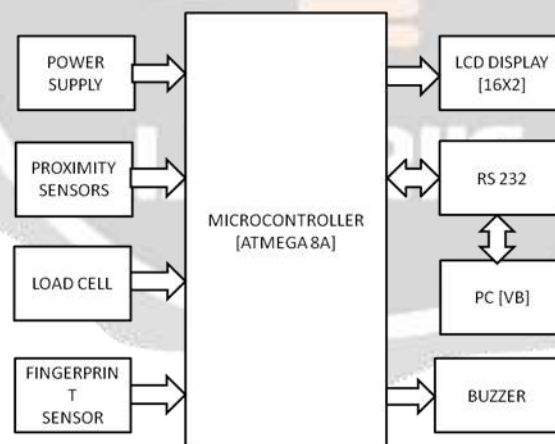 POWER
SUPPLY
PROXIMITY
SENSORS
LOAD CELL
FINGERPRIN
T
SENSOR
MICROCONTROLLER
[ATMEGA 8A]
LCD DISPLAY
[16X2]
RS 232
PC [VB]
BUZZER